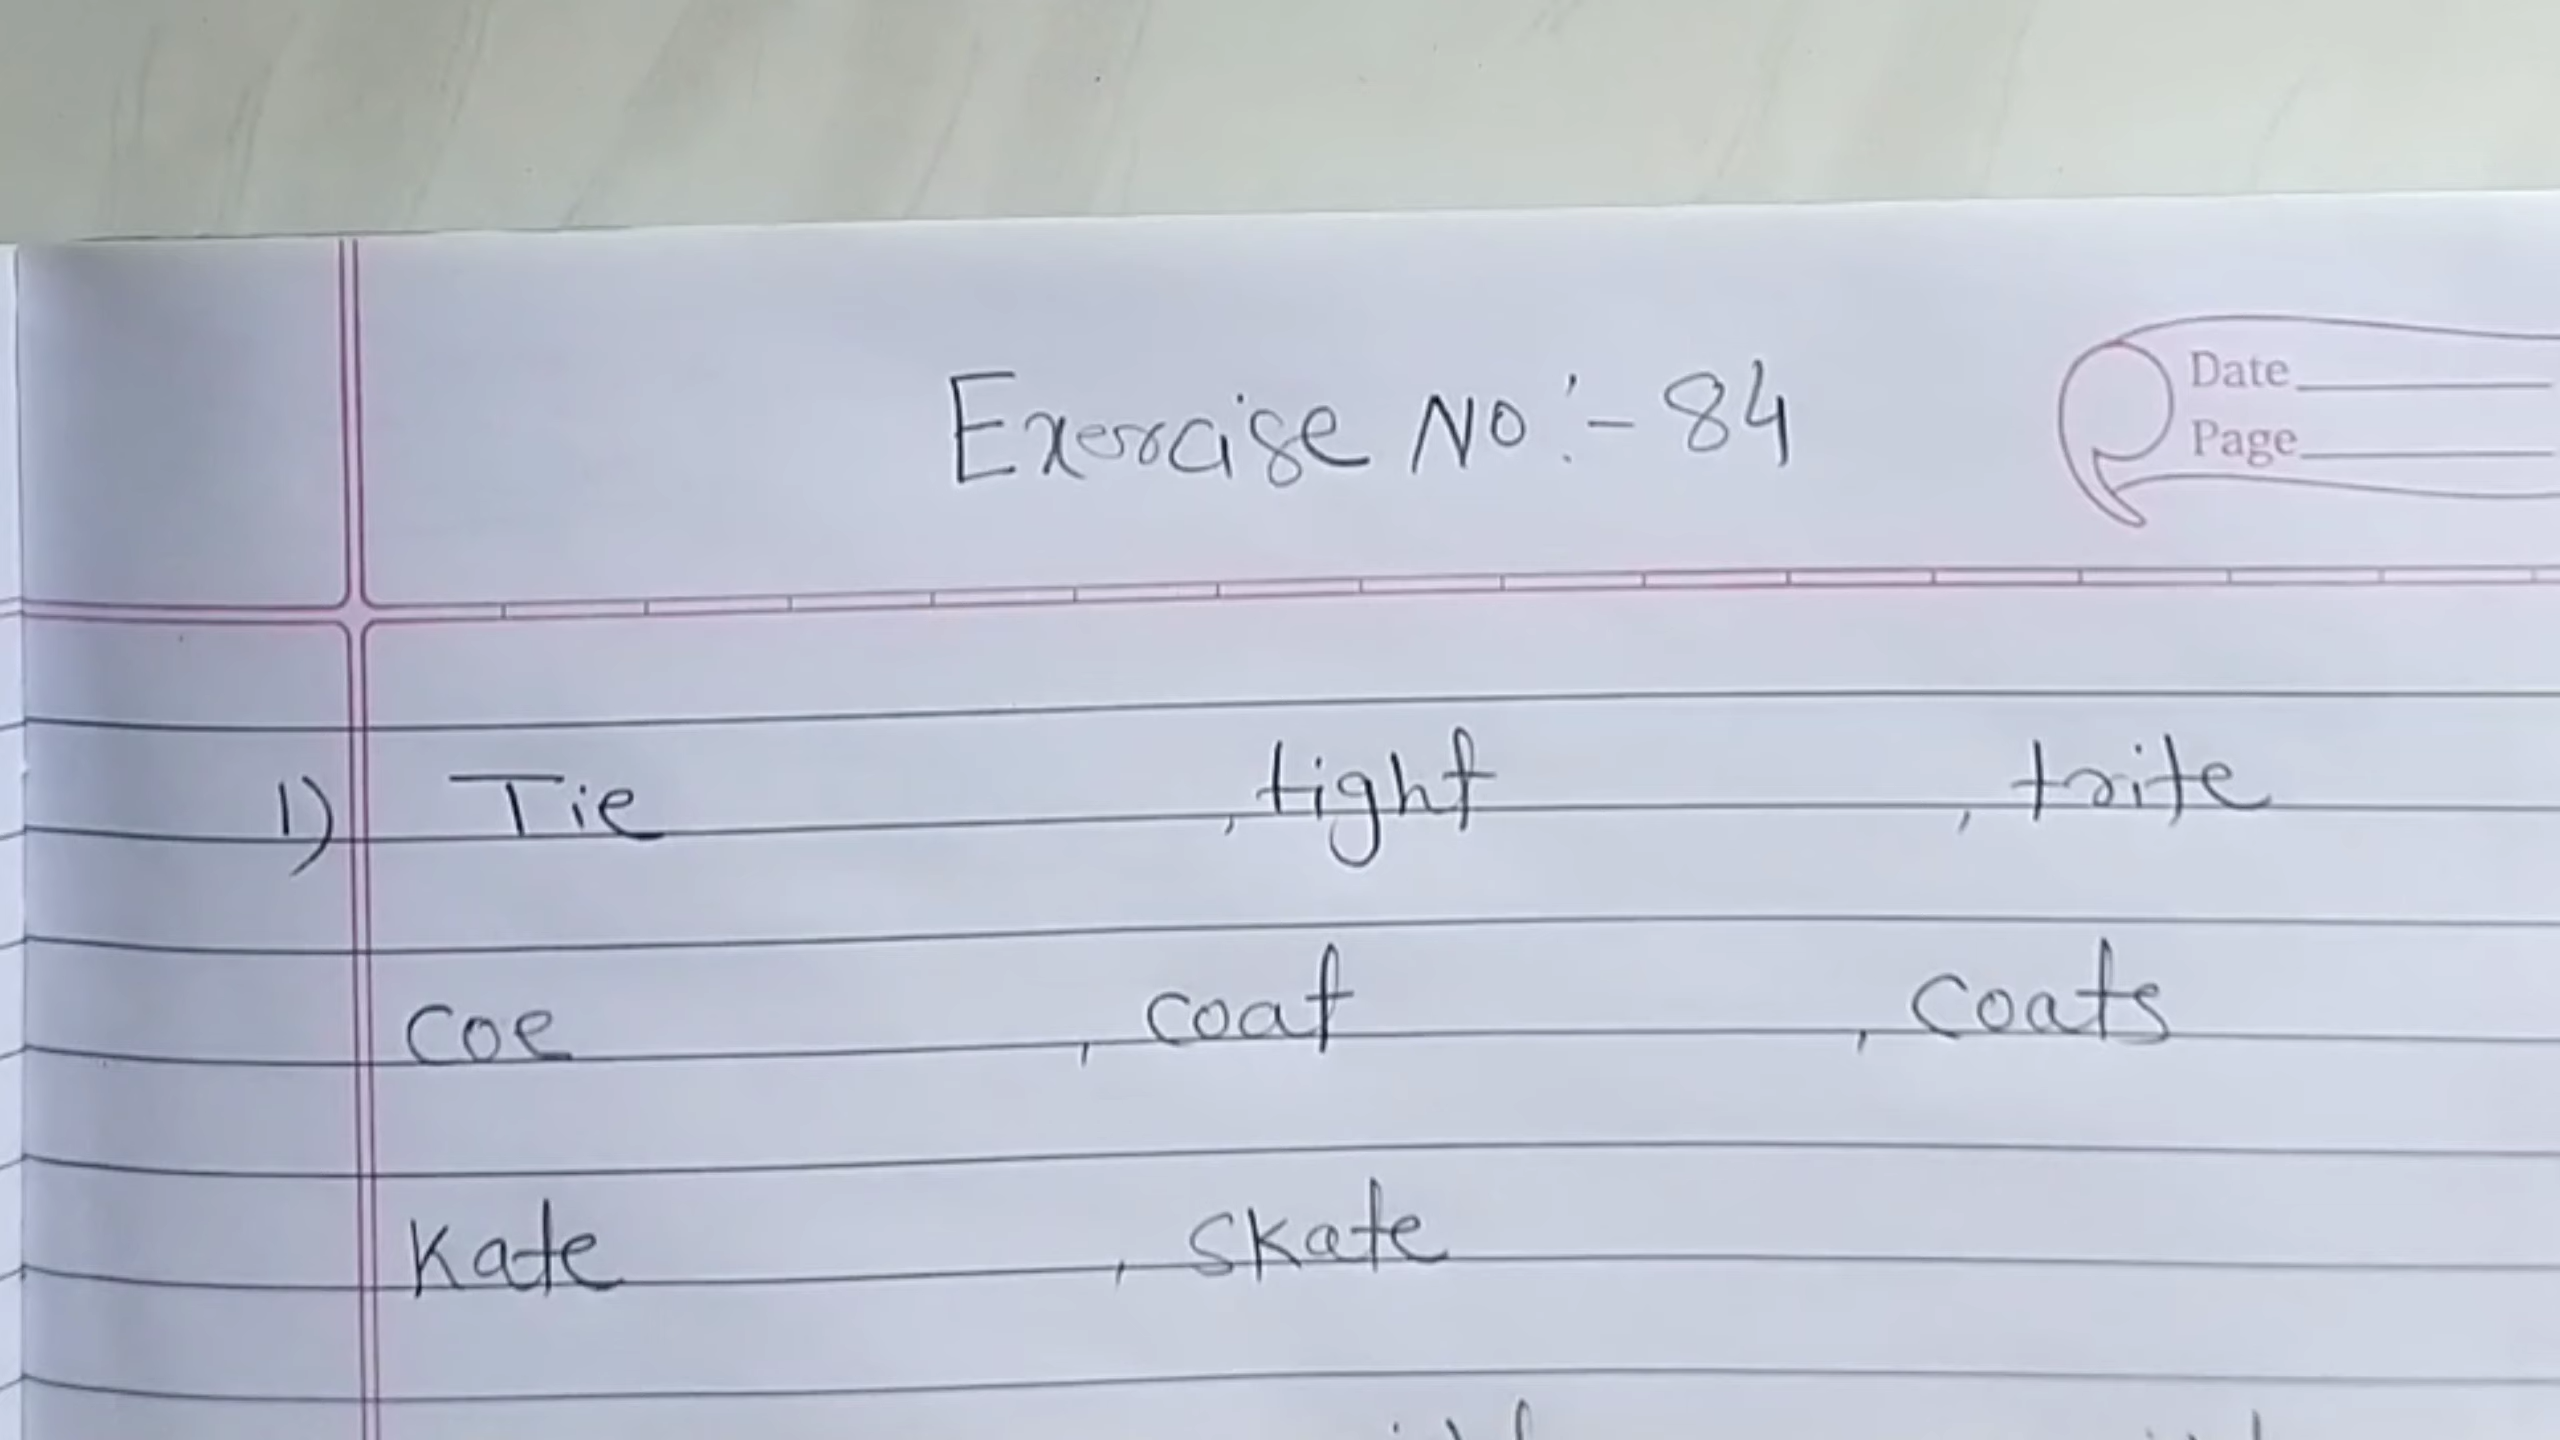 Exercise No :- 84
Date
Page
1) Tie , tight , trite
coe , coat , coats
Kate , skate